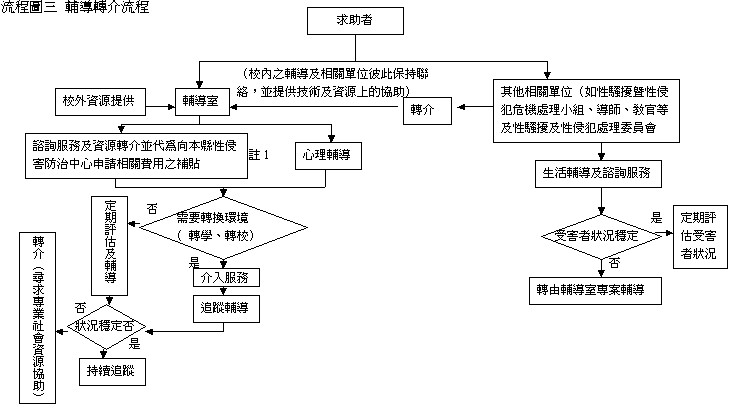 流程圖三 輔導轉介流程
求助者
（校內之輔導及相關單位彼此保持聯
絡，並提供技術及資源上的協助）
校外資源提供
輔導室
轉介
其他相關單位（如性騷擾暨性侵
犯危機處理小組、導師、教官等
及性騷擾及性侵犯處理委員會
諮詢服務及資源轉介並代爲向本縣性侵
害防治中心申請相關費用之補貼
註 1
心理輔導
生活輔導及諮詢服務
定期評估及輔導
否
需要轉換環境
（ 轉學、轉校）
是
受害者狀況穩定
是
定期評
估受害
者狀況
否
轉介（尋求專業社會資源協助）
介入服務
轉由輔導室專案輔導
追蹤輔導
否
狀況穩定否
是
持續追蹤